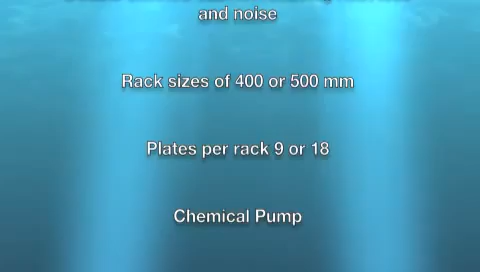 and noise
Rack sizes of 400 or 500 mm
Plates per rack 9 or 18
Chemical Pump